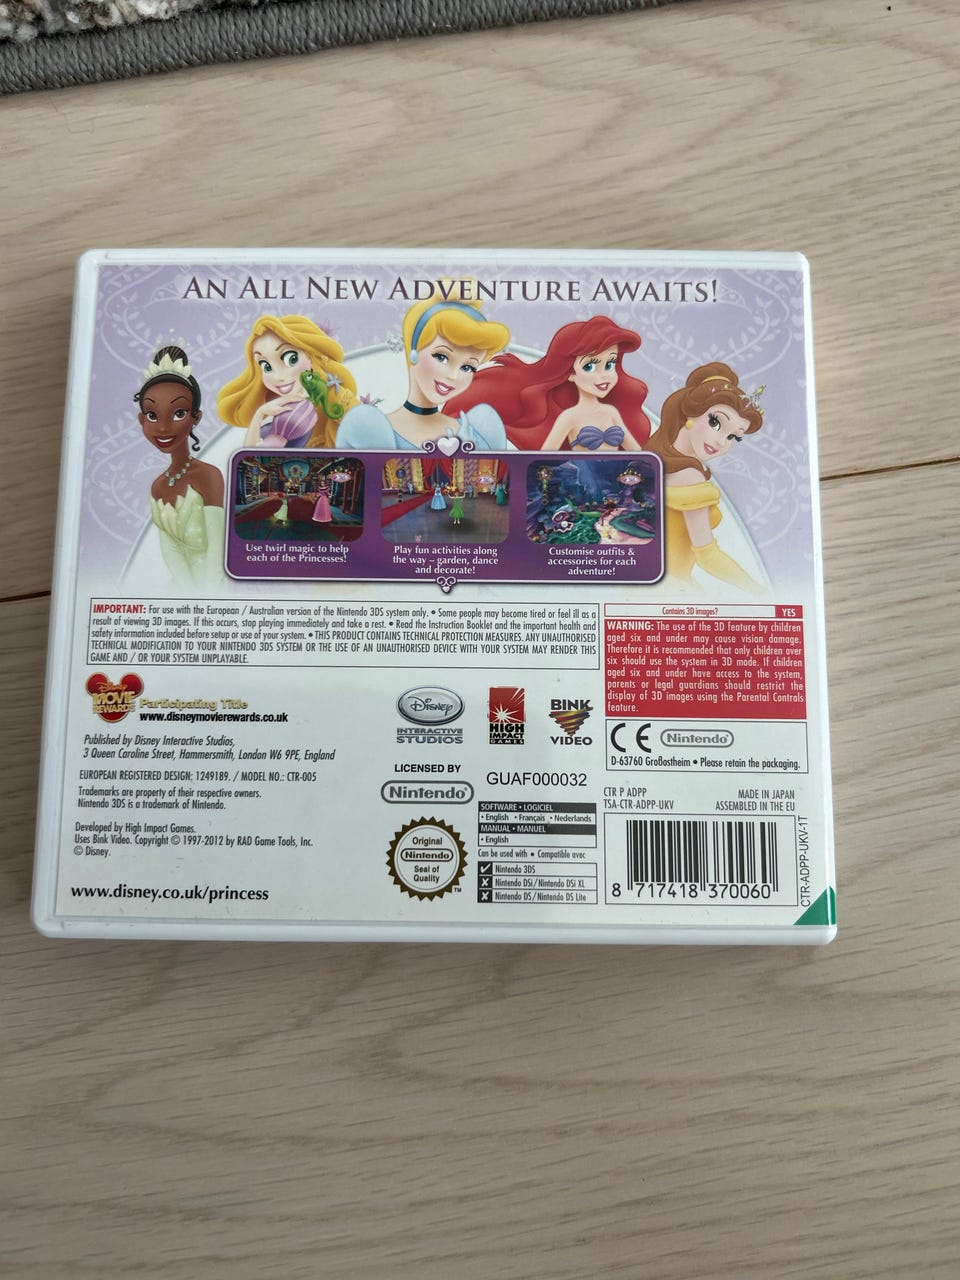 AN ALL NEW ADVENTURE AWAITS!
Use twirl magic to help
each of the Princesses!
Play fun activities along
the way – garden, dance
and decorate!
Customise outfits &
accessories for each
adventure!
IMPORTANT: For use with the European / Australian version of the Nintendo 3DS system only. • Some people may become tired or feel ill as a
result of viewing 3D images. If this occurs, stop playing immediately and take a rest. • Read the Instruction Booklet and the important health and
safety information included before setup or use of your system. • THIS PRODUCT CONTAINS TECHNICAL PROTECTION MEASURES. ANY UNAUTHORISED
TECHNICAL MODIFICATION TO YOUR NINTENDO 3DS SYSTEM OR THE USE OF AN UNAUTHORISED DEVICE WITH YOUR SYSTEM MAY RENDER THIS
GAME AND / OR YOUR SYSTEM UNPLAYABLE.
Contains 3D images? YES
WARNING: The use of the 3D feature by children
aged six and under may cause vision damage.
Therefore it is recommended that only children over
six should use the system in 3D mode. If children
aged six and under have access to the system,
parents or legal guardians should restrict the
display of 3D images using the Parental Controls
feature.
CE Nintendo
D-63760 Großostheim • Please retain the packaging.
Disney
MOVIE
REWARDS
Participating Title
www.disneymovierewards.co.uk
Published by Disney Interactive Studios,
3 Queen Caroline Street, Hammersmith, London W6 9PE, England
EUROPEAN REGISTERED DESIGN: 1249189. / MODEL NO.: CTR-005
Trademarks are property of their respective owners.
Nintendo 3DS is a trademark of Nintendo.
Developed by High Impact Games.
Uses Bink Video. Copyright © 1997-2012 by RAD Game Tools, Inc.
© Disney.
www.disney.co.uk/princess
Disney
INTERACTIVE
STUDIOS
HIGH
IMPACT
GAMES
BINK
VIDEO
LICENSED BY
Nintendo
GUAF000032
Original
Nintendo
Seal of
Quality
TM
SOFTWARE • LOGICIEL
• English • Français • Nederlands
MANUAL • MANUEL
• English
Can be used with • Compatible avec
Nintendo 3DS
Nintendo DSi/Nintendo DSi XL
Nintendo DS/Nintendo DS Lite
CTR P ADPP
TSA-CTR-ADPP-UKV
MADE IN JAPAN
ASSEMBLED IN THE EU
8 717418 370060
CTR-ADPP-UKV-1T